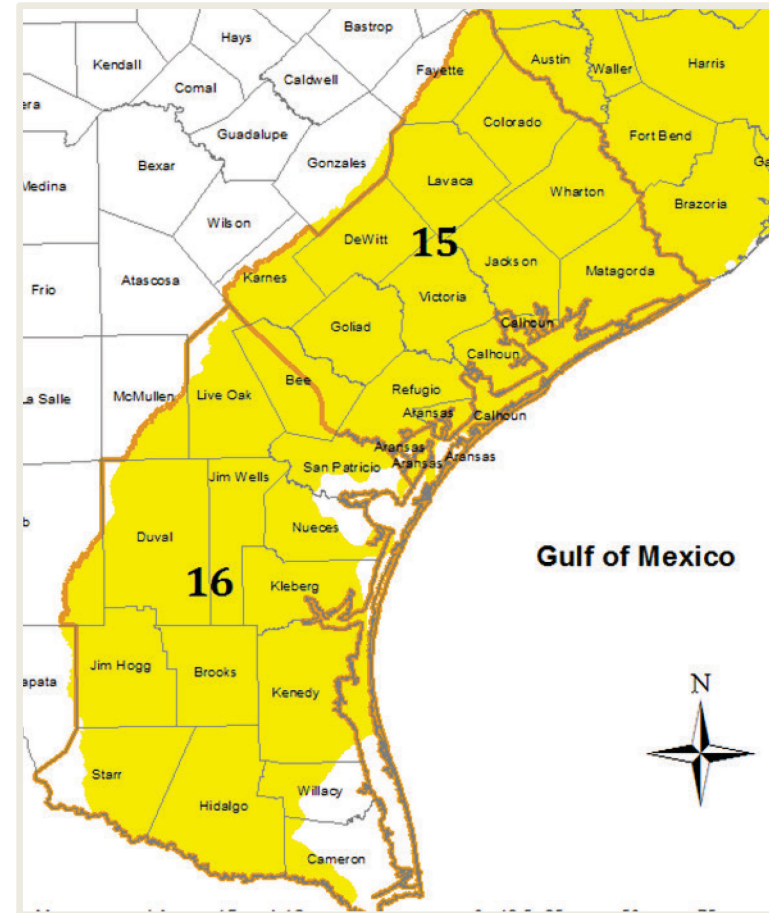 Bastrop
Hays
Kendall
Fayette
Austin
Waller
Harris
Caldwell
Comal
era
Colorado
Guadalupe
Fort Bend
Bexar
Gonzales
Ga
Medina
Lavaca
Wharton
Brazoria
Wilson
DeWitt
15
Jackson
Matagorda
Karnes
Atascosa
Frio
Victoria
Goliad
Calhoun
Calhoun
Bee
Refugio
La Salle
McMullen
Live Oak
Aransas
Calhoun
Aransas
Aransas
Aransas
San Patricio
Jim Wells
Nueces
Duval
Gulf of Mexico
16
Kleberg
Jim Hogg
Brooks
Kenedy
apata
N
Starr
Willacy
Hidalgo
Cameron